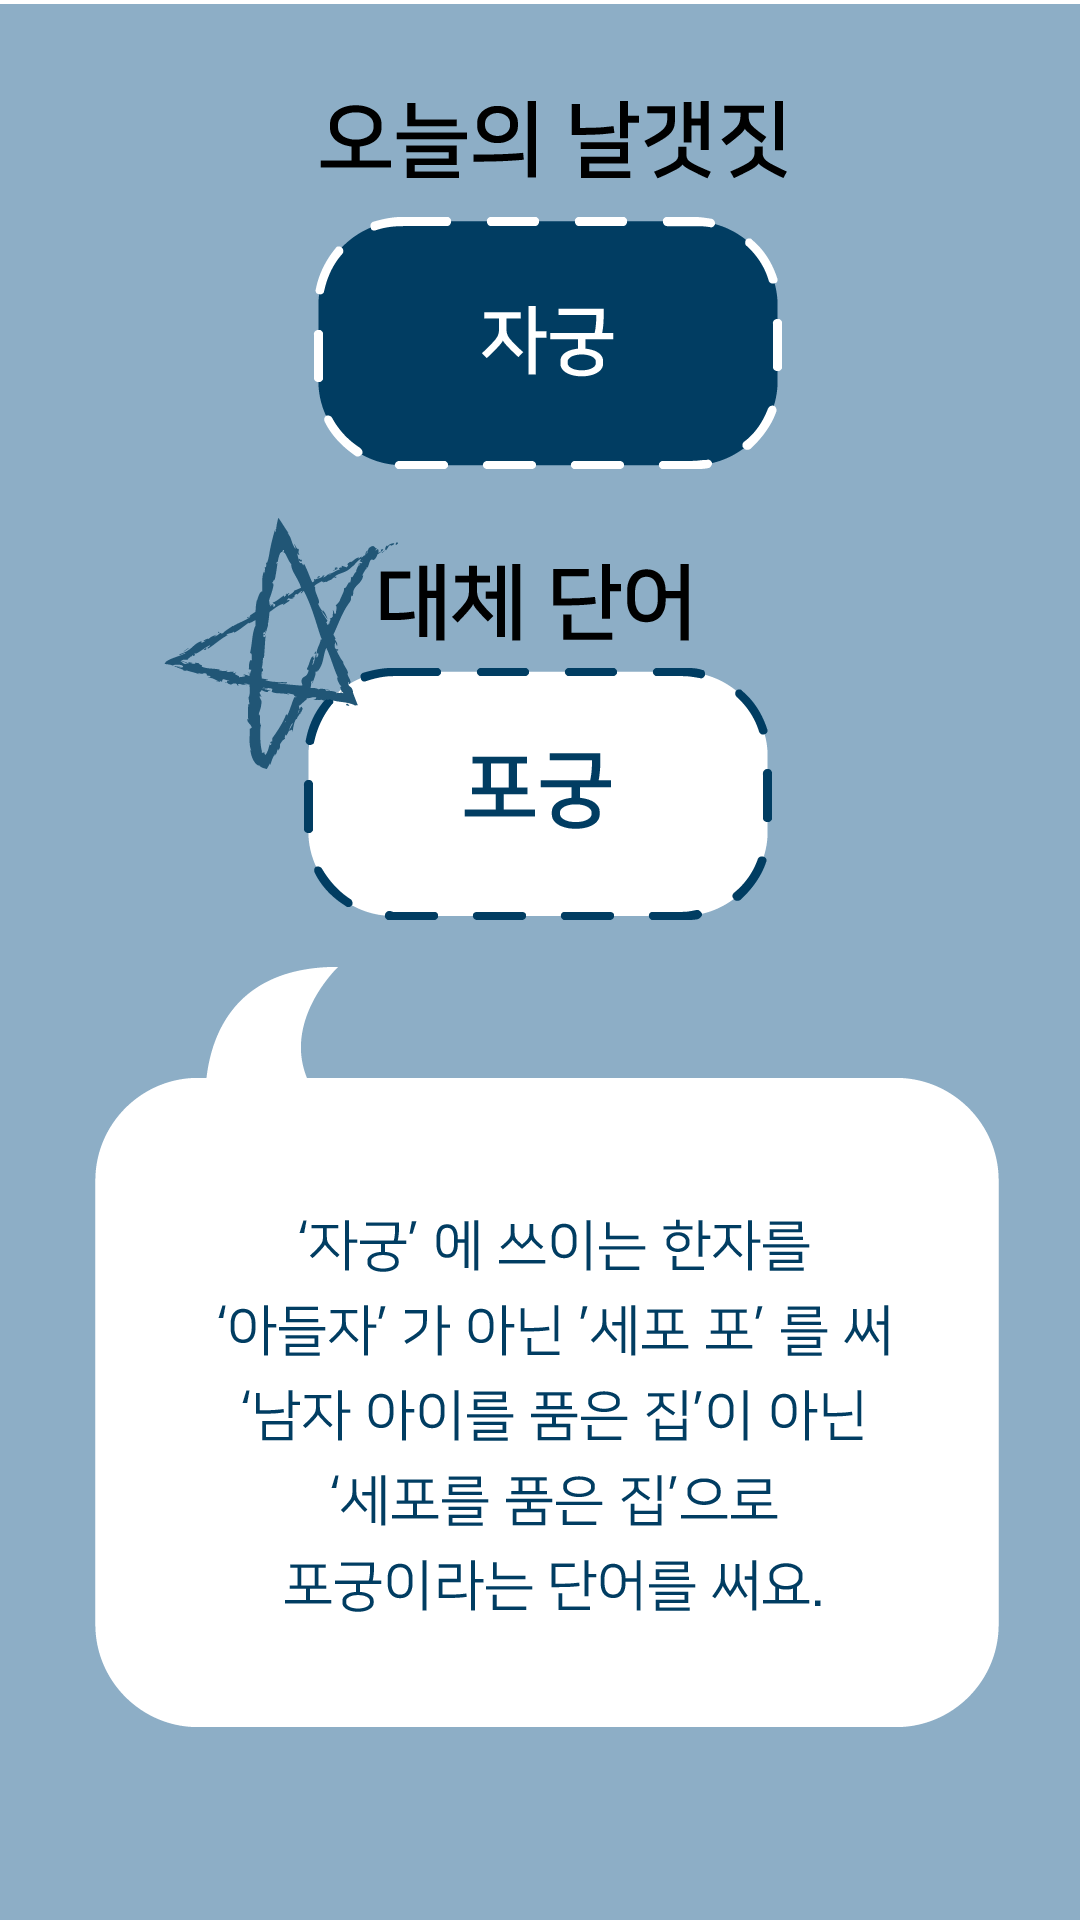 오늘의 날갯짓
자궁
대체 단어
포궁
‘자궁’ 에 쓰이는 한자를
‘아들자’ 가 아닌 ’세포 포’ 를 써
‘남자 아이를 품은 집’이 아닌
‘세포를 품은 집’으로
포궁이라는 단어를 써요.